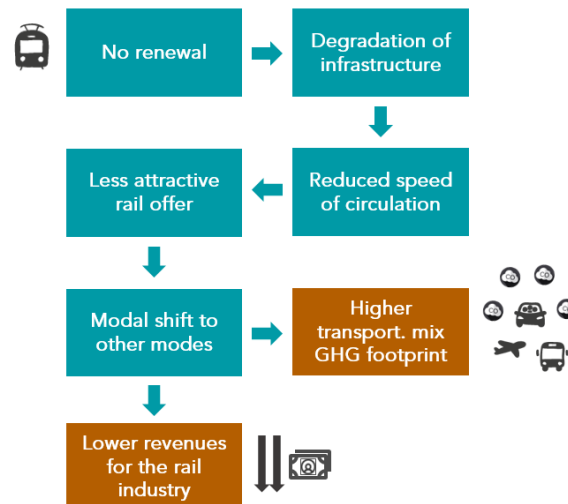 No renewal
Degradation of
infrastructure
Less attractive
rail offer
Reduced speed
of circulation
Modal shift to
other modes
Higher
transport. mix
GHG footprint
Lower revenues
for the rail
industry